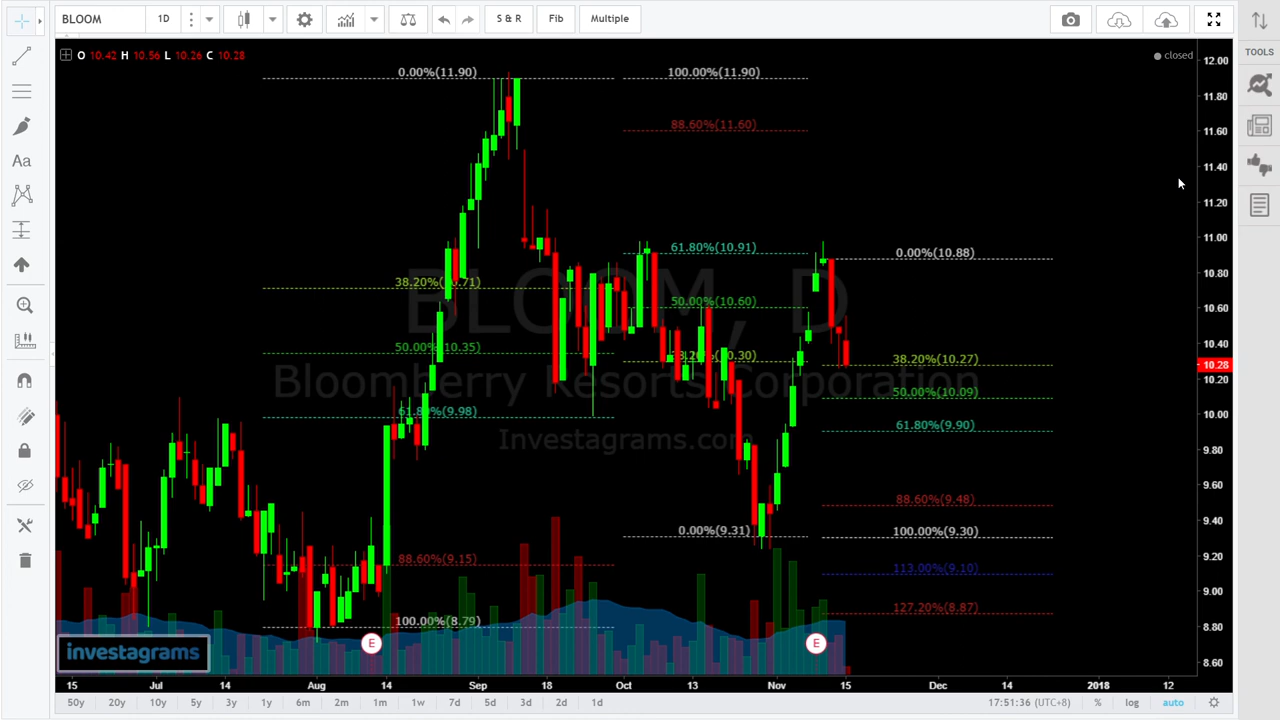 BLOOM 1D S & R Fib Multiple
TOOLS
O 10.42 H 10.56 L 10.26 C 10.28
closed
0.00%(11.90)
100.00%(11.90)
88.60%(11.60)
61.80%(10.91)
0.00%(10.88)
50.00%(10.60)
50.00%(10.35)
38.20%(10.27)
50.00%(10.09)
61.80%(9.98)
61.80%(9.90)
88.60%(9.48)
0.00%(9.31)
100.00%(9.30)
88.60%(9.15)
113.00%(9.10)
127.20%(8.87)
100.00%(8.79)
BLOOM, D
Bloomberry Resorts Corporation
Investagrams.com
12.00
11.80
11.60
11.40
11.20
11.00
10.80
10.60
10.40
10.28
10.20
10.00
9.80
9.60
9.40
9.20
9.00
8.80
8.60
investagrams
E
E
15 Jul 14 Aug 14 Sep 18 Oct 13 Nov 15 Dec 14 2018 12
50y 20y 10y 5y 3y 1y 6m 2m 1m 1w 7d 5d 3d 2d 1d
17:51:36 (UTC+8) % log auto
Aa